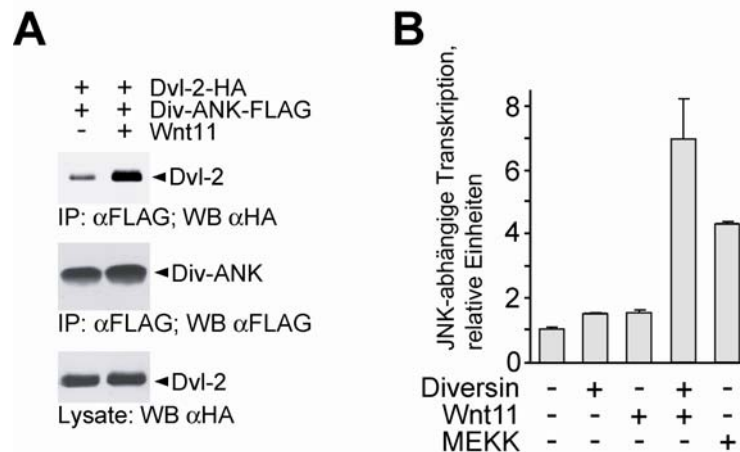 A
+ + Dvl-2-HA
+ + Div-ANK-FLAG
- + Wnt11
◄Dvl-2
IP: αFLAG; WB αHA
◄Div-ANK
IP: αFLAG; WB αFLAG
◄Dvl-2
Lysate: WB αHA
B
JNK-abhängige Transkription,
relative Einheiten
8
6
4
2
0
Diversin - + - + -
Wnt11 - - + + -
MEKK - - - - +